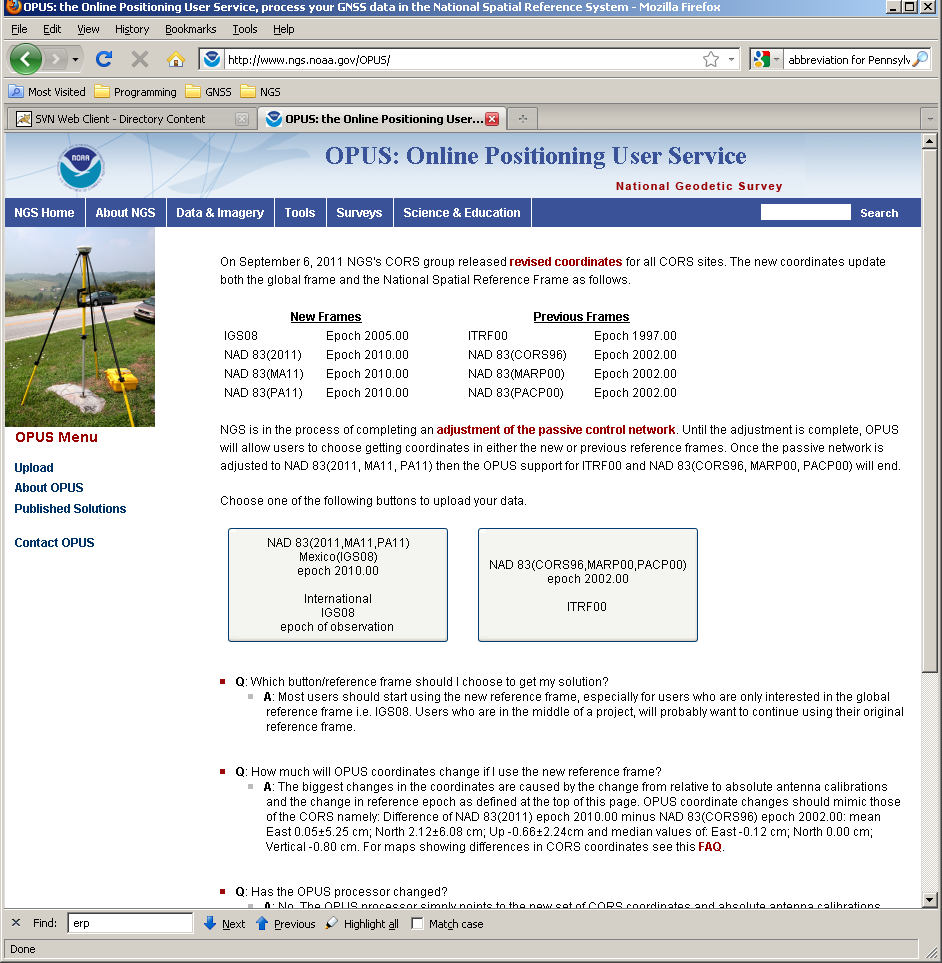 OPUS: the Online Positioning User Service, process your GNSS data in the National Spatial Reference System - Mozilla Firefox
File Edit View History Bookmarks Tools Help
http://www.ngs.noaa.gov/OPUS/ abbreviation for Pennsylv
Most Visited Programming GNSS NGS
SVN Web Client - Directory Content OPUS: the Online Positioning User...
NOAA
OPUS: Online Positioning User Service
National Geodetic Survey
NGS Home About NGS Data & Imagery Tools Surveys Science & Education Search
On September 6, 2011 NGS's CORS group released revised coordinates for all CORS sites. The new coordinates update
both the global frame and the National Spatial Reference Frame as follows.
New Frames Previous Frames
IGS08 Epoch 2005.00 ITRF00 Epoch 1997.00
NAD 83(2011) Epoch 2010.00 NAD 83(CORS96) Epoch 2002.00
NAD 83(MA11) Epoch 2010.00 NAD 83(MARP00) Epoch 2002.00
NAD 83(PA11) Epoch 2010.00 NAD 83(PACP00) Epoch 2002.00
NGS is in the process of completing an adjustment of the passive control network. Until the adjustment is complete, OPUS
will allow users to choose getting coordinates in either the new or previous reference frames. Once the passive network is
adjusted to NAD 83(2011, MA11, PA11) then the OPUS support for ITRF00 and NAD 83(CORS96, MARP00, PACP00) will end.
Choose one of the following buttons to upload your data.
OPUS Menu
Upload
About OPUS
Published Solutions
Contact OPUS
NAD 83(2011,MA11,PA11)
Mexico(IGS08)
epoch 2010.00
International
IGS08
epoch of observation
NAD 83(CORS96,MARP00,PACP00)
epoch 2002.00
ITRF00
Q: Which button/reference frame should I choose to get my solution?
A: Most users should start using the new reference frame, especially for users who are only interested in the global
reference frame i.e. IGS08. Users who are in the middle of a project, will probably want to continue using their original
reference frame.
Q: How much will OPUS coordinates change if I use the new reference frame?
A: The biggest changes in the coordinates are caused by the change from relative to absolute antenna calibrations
and the change in reference epoch as defined at the top of this page. OPUS coordinate changes should mimic those
of the CORS namely: Difference of NAD 83(2011) epoch 2010.00 minus NAD 83(CORS96) epoch 2002.00: mean
East 0.05±5.25 cm; North 2.12±6.08 cm; Up -0.66±2.24cm and median values of: East -0.12 cm; North 0.00 cm;
Vertical -0.80 cm. For maps showing differences in CORS coordinates see this FAQ.
Q: Has the OPUS processor changed?
A: No. The OPUS processor simply points to the new set of CORS coordinates and absolute antenna calibrations
Find: erp Next Previous Highlight all Match case
Done